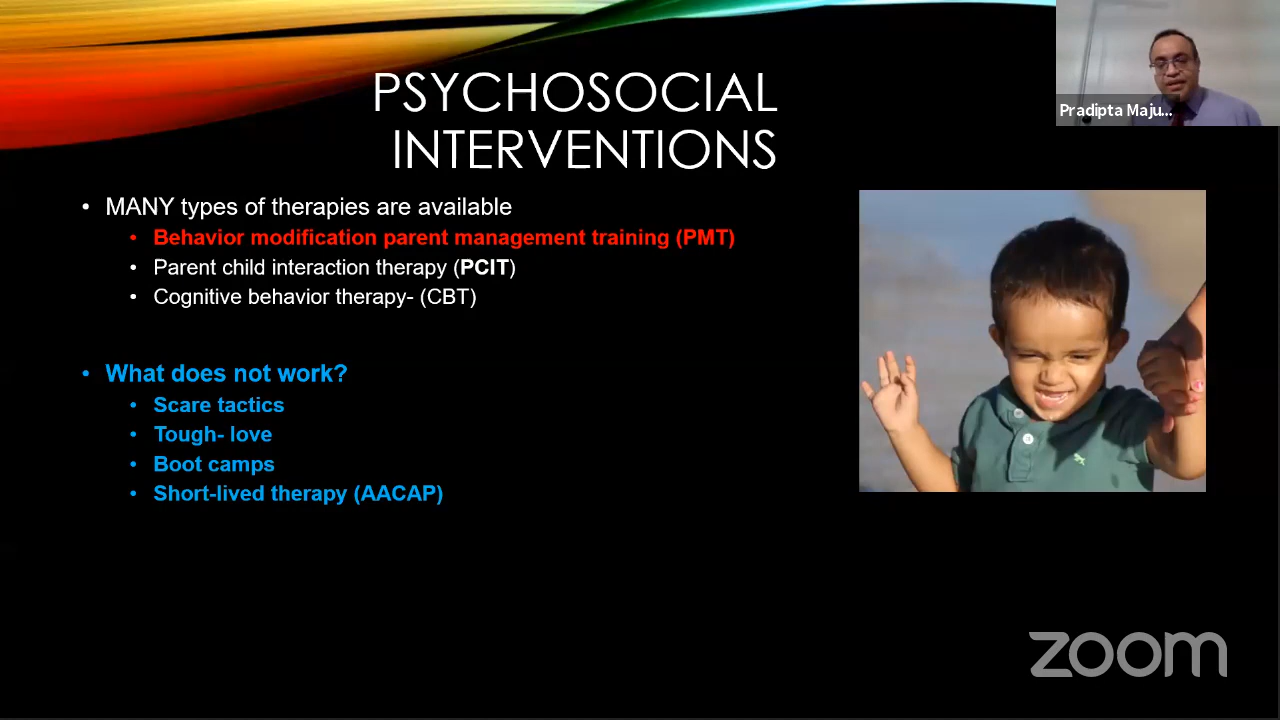 PSYCHOSOCIAL
INTERVENTIONS
Pradipta Maju...
• MANY types of therapies are available
• Behavior modification parent management training (PMT)
• Parent child interaction therapy (PCIT)
• Cognitive behavior therapy- (CBT)
• What does not work?
• Scare tactics
• Tough- love
• Boot camps
• Short-lived therapy (AACAP)
zoom